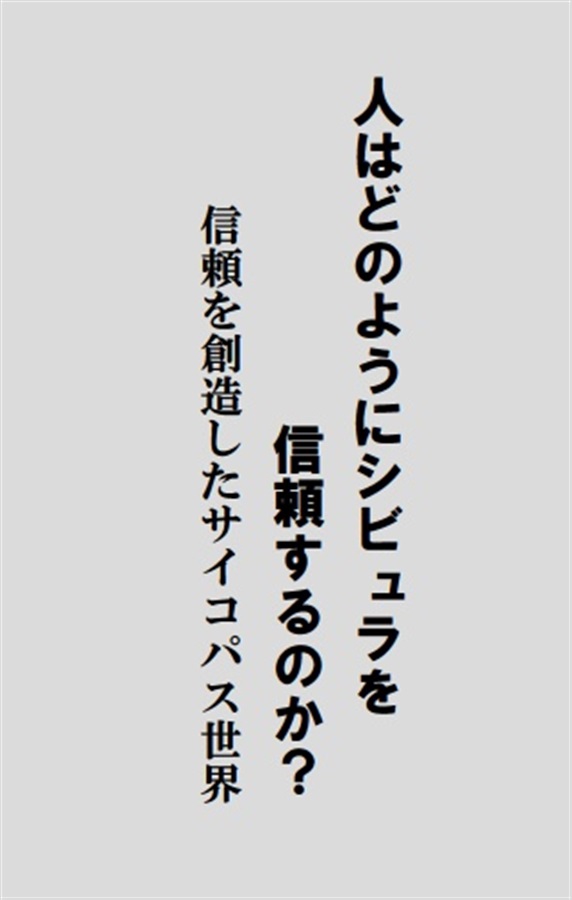 人はどのようにシビュラを
信頼するのか？
信頼を創造したサイコパス世界